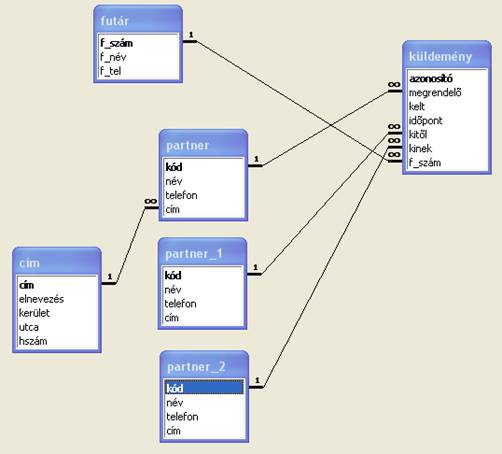 futár
f_szám
f_név
f_tel
1
küldemény
azonosító
megrendelő
kelt
időpont
kitől
kinek
f_szám
∞
∞
∞
∞
partner
kód
név
telefon
cím
1
∞
partner_1
kód
név
telefon
cím
1
cím
cím
elnevezés
kerület
utca
hszám
1
partner_2
kód
név
telefon
cím
1